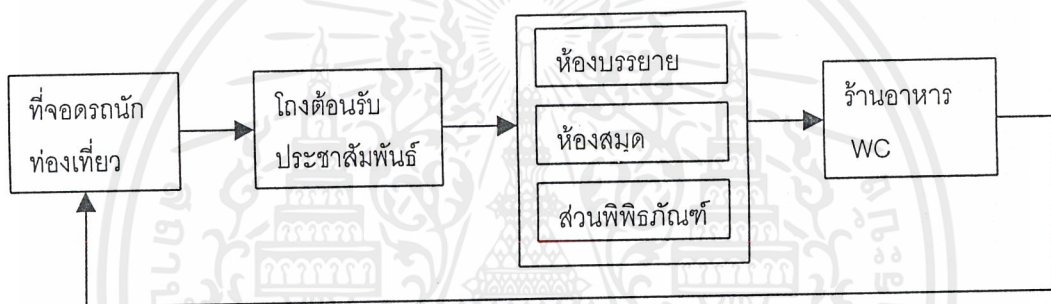 ที่จอดรถนัก
ท่องเที่ยว
โถงต้อนรับ
ประชาสัมพันธ์
ห้องบรรยาย
ห้องสมุด
ส่วนพิพิธภัณฑ์
ร้านอาหาร
WC